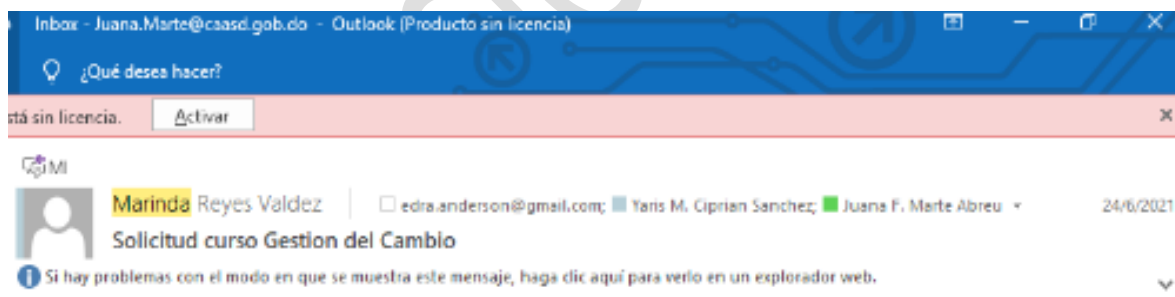 Inbox - Juana.Marte@caasd.gob.do - Outlook (Producto sin licencia)
¿Qué desea hacer?
stá sin licencia. Activar
MI
Marinda Reyes Valdez edra.anderson@gmail.com; Yaris M. Ciprian Sanchez; Juana F. Marte Abreu 24/6/2021
Solicitud curso Gestion del Cambio
Si hay problemas con el modo en que se muestra este mensaje, haga clic aquí para verlo en un explorador web.